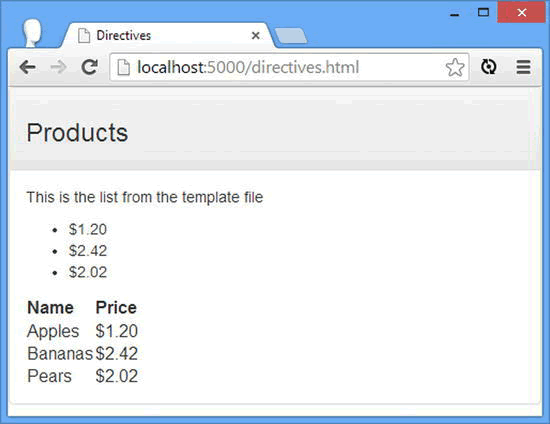 Directives
localhost:5000/directives.html
Products
This is the list from the template file
• $1.20
• $2.42
• $2.02
Name Price
Apples $1.20
Bananas $2.42
Pears $2.02